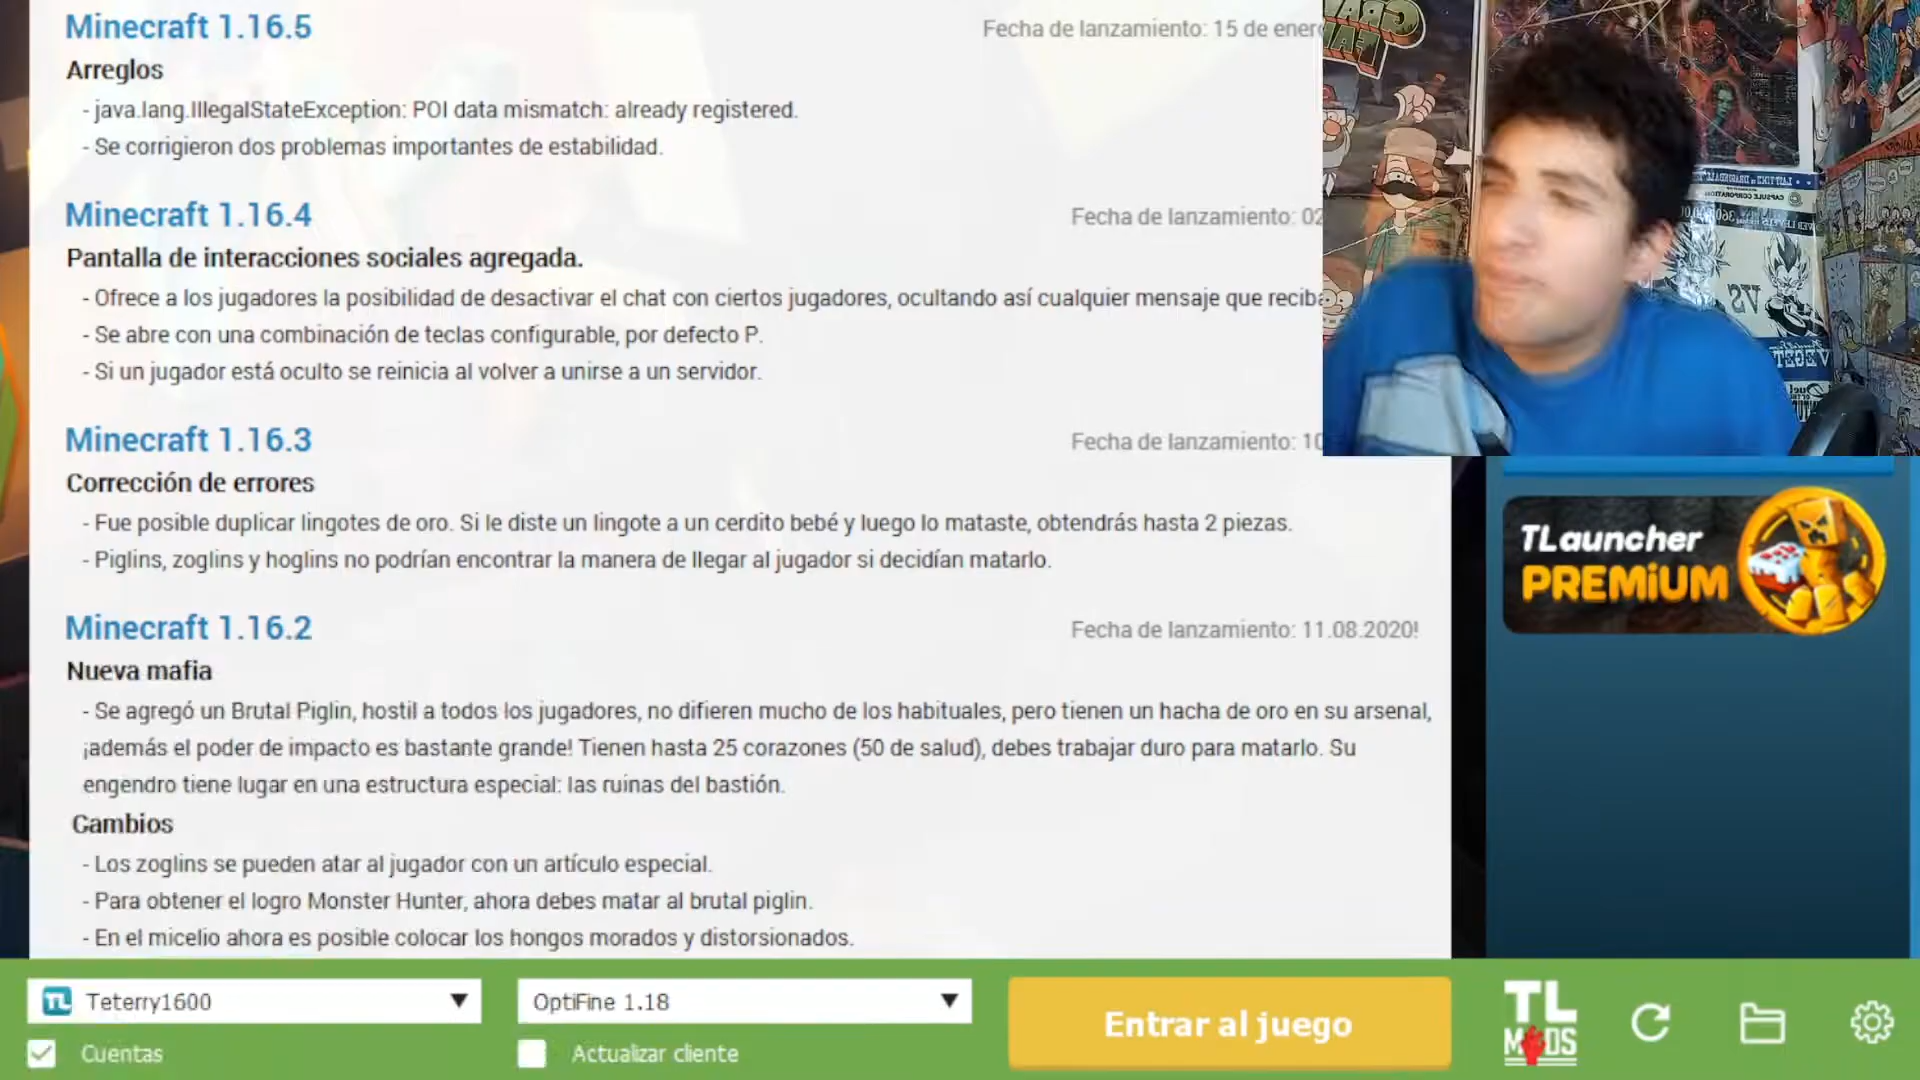 Minecraft 1.16.5
Fecha de lanzamiento: 15 de enero
Arreglos
- java.lang.IllegalStateException: POI data mismatch: already registered.
- Se corrigieron dos problemas importantes de estabilidad.
Minecraft 1.16.4
Fecha de lanzamiento: 02
Pantalla de interacciones sociales agregada.
- Ofrece a los jugadores la posibilidad de desactivar el chat con ciertos jugadores, ocultando así cualquier mensaje que reciba
- Se abre con una combinación de teclas configurable, por defecto P.
- Si un jugador está oculto se reinicia al volver a unirse a un servidor.
Minecraft 1.16.3
Fecha de lanzamiento: 10
Corrección de errores
- Fue posible duplicar lingotes de oro. Si le diste un lingote a un cerdito bebé y luego lo mataste, obtendrás hasta 2 piezas.
- Piglins, zoglins y hoglins no podrían encontrar la manera de llegar al jugador si decidían matarlo.
Minecraft 1.16.2
Fecha de lanzamiento: 11.08.2020!
Nueva mafia
- Se agregó un Brutal Piglin, hostil a todos los jugadores, no difieren mucho de los habituales, pero tienen un hacha de oro en su arsenal,
¡además el poder de impacto es bastante grande! Tienen hasta 25 corazones (50 de salud), debes trabajar duro para matarlo. Su
engendro tiene lugar en una estructura especial: las ruinas del bastión.
Cambios
- Los zoglins se pueden atar al jugador con un artículo especial.
- Para obtener el logro Monster Hunter, ahora debes matar al brutal piglin.
- En el micelio ahora es posible colocar los hongos morados y distorsionados.
VS
TLauncher
PREMiUM
TL Teterry1600
OptiFine 1.18
Entrar al juego
TL
MODS
Cuentas
Actualizar cliente